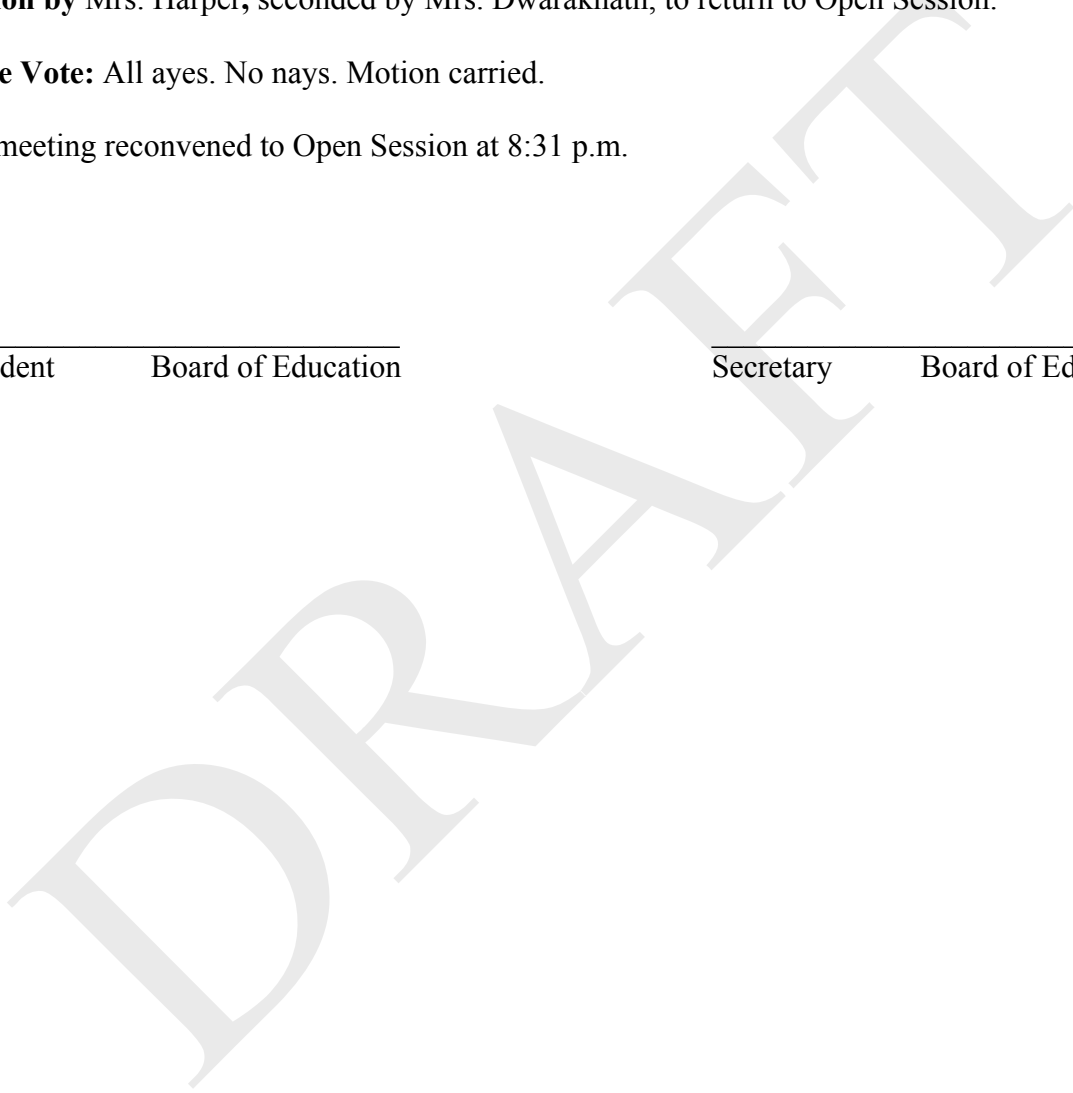 on by Mrs. Harper, seconded by Mrs. Dwaraknath, to return to Open Session.
e Vote: All ayes. No nays. Motion carried.
meeting reconvened to Open Session at 8:31 p.m.
dent Board of Education Secretary Board of Ed
DRAFT